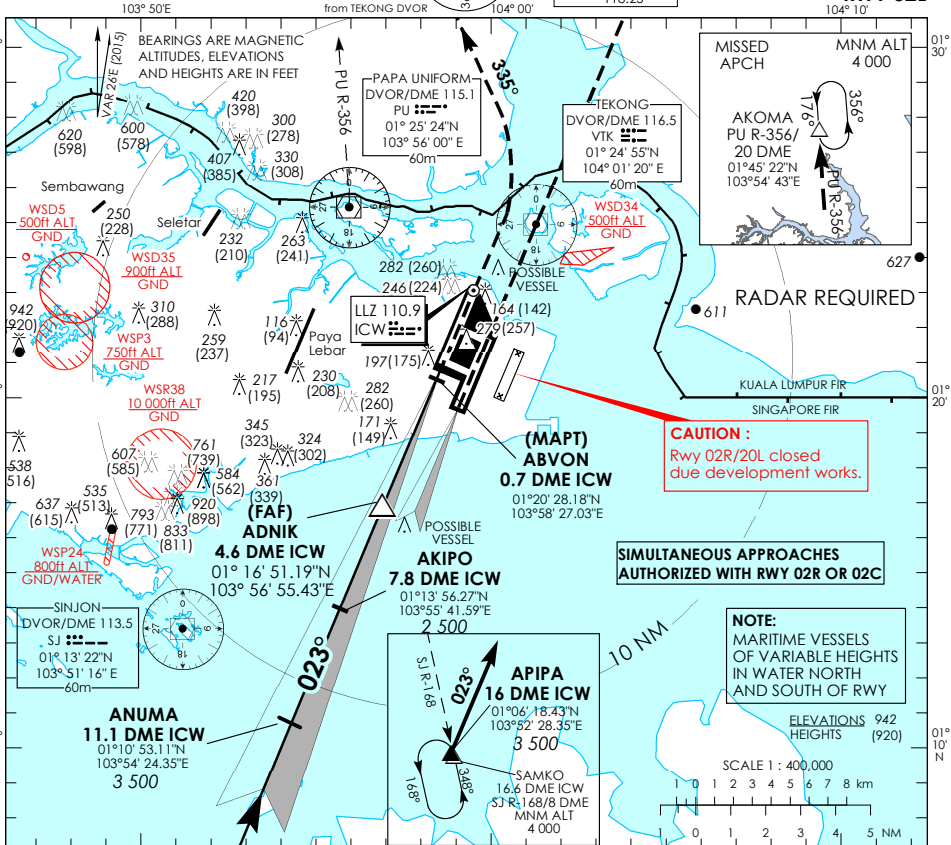 103° 50' E
from TEKONG DVOR
104° 00'
104° 10'
01°
30'
BEARINGS ARE MAGNETIC
ALTITUDES, ELEVATIONS
AND HEIGHTS ARE IN FEET
VAR 26'E (2015)
PU R-356
335°
PAPA UNIFORM
DVOR/DME 115.1
PU
01° 25' 24"N
103° 56' 00" E
60m
TEKONG
DVOR/DME 116.5
VTK
01° 24' 55"N
104° 01' 20" E
60m
MISSED
APCH
MNM ALT
4 000
AKOMA
PU R-356/
20 DME
01°45' 22"N
103°54' 43"E
176°
356°
PU R-356
620
(598)
600
(578)
420
(398)
300
(278)
407
(385)
330
(308)
Sembawang
Seletar
WSD5
500ft ALT
GND
250
(228)
232
(210)
263
(241)
WSD34
500ft ALT
GND
WSD35
900ft ALT
GND
282 (260)
246 (224)
POSSIBLE
VESSEL
627
611
RADAR REQUIRED
942
920)
310
(288)
259
(237)
116
(94)
Paya
Lebar
LLZ 110.9
ICW
164 (142)
279 (257)
197(175)
WSP3
750ft ALT
GND
WSR38
10 000ft ALT
GND
217
(195)
230
(208)
282
(260)
171
(149)
KUALA LUMPUR FIR
SINGAPORE FIR
20'
CAUTION :
Rwy 02R/20L closed
due development works.
(MAPT)
ABVON
0.7 DME ICW
01°20' 28.18"N
103°58' 27.03"E
345
(323)
324
(302)
361
(339)
607
(585)
761
(739)
584
(562)
538
516)
637
(615)
535
(513)
793
(771)
920
(898)
833
(811)
(FAF)
ADNIK
4.6 DME ICW
01° 16' 51.19"N
103° 56' 55.43"E
POSSIBLE
VESSEL
WSP24
800ft ALT
GND/WATER
AKIPO
7.8 DME ICW
01°13' 56.27"N
103°55' 41.59"E
2 500
SIMULTANEOUS APPROACHES
AUTHORIZED WITH RWY 02R OR 02C
SINJON
DVOR/DME 113.5
SJ
01° 13' 22"N
103° 51' 16" E
60m
NOTE:
MARITIME VESSELS
OF VARIABLE HEIGHTS
IN WATER NORTH
AND SOUTH OF RWY
10 NM
023°
ANUMA
11.1 DME ICW
01°10' 53.11"N
103°54' 24.35"E
3 500
SJ R-168
023°
APIPA
16 DME ICW
01°06' 18.43"N
103°52' 28.35"E
3 500
168°
348°
SAMKO
16.6 DME ICW
SJ R-168/8 DME
MNM ALT
4 000
ELEVATIONS 942
HEIGHTS (920)
01°
10'
N
SCALE 1 : 400,000
1 0 1 2 3 4 5 6 7 8 km
1 0 1 2 3 4 5 NM